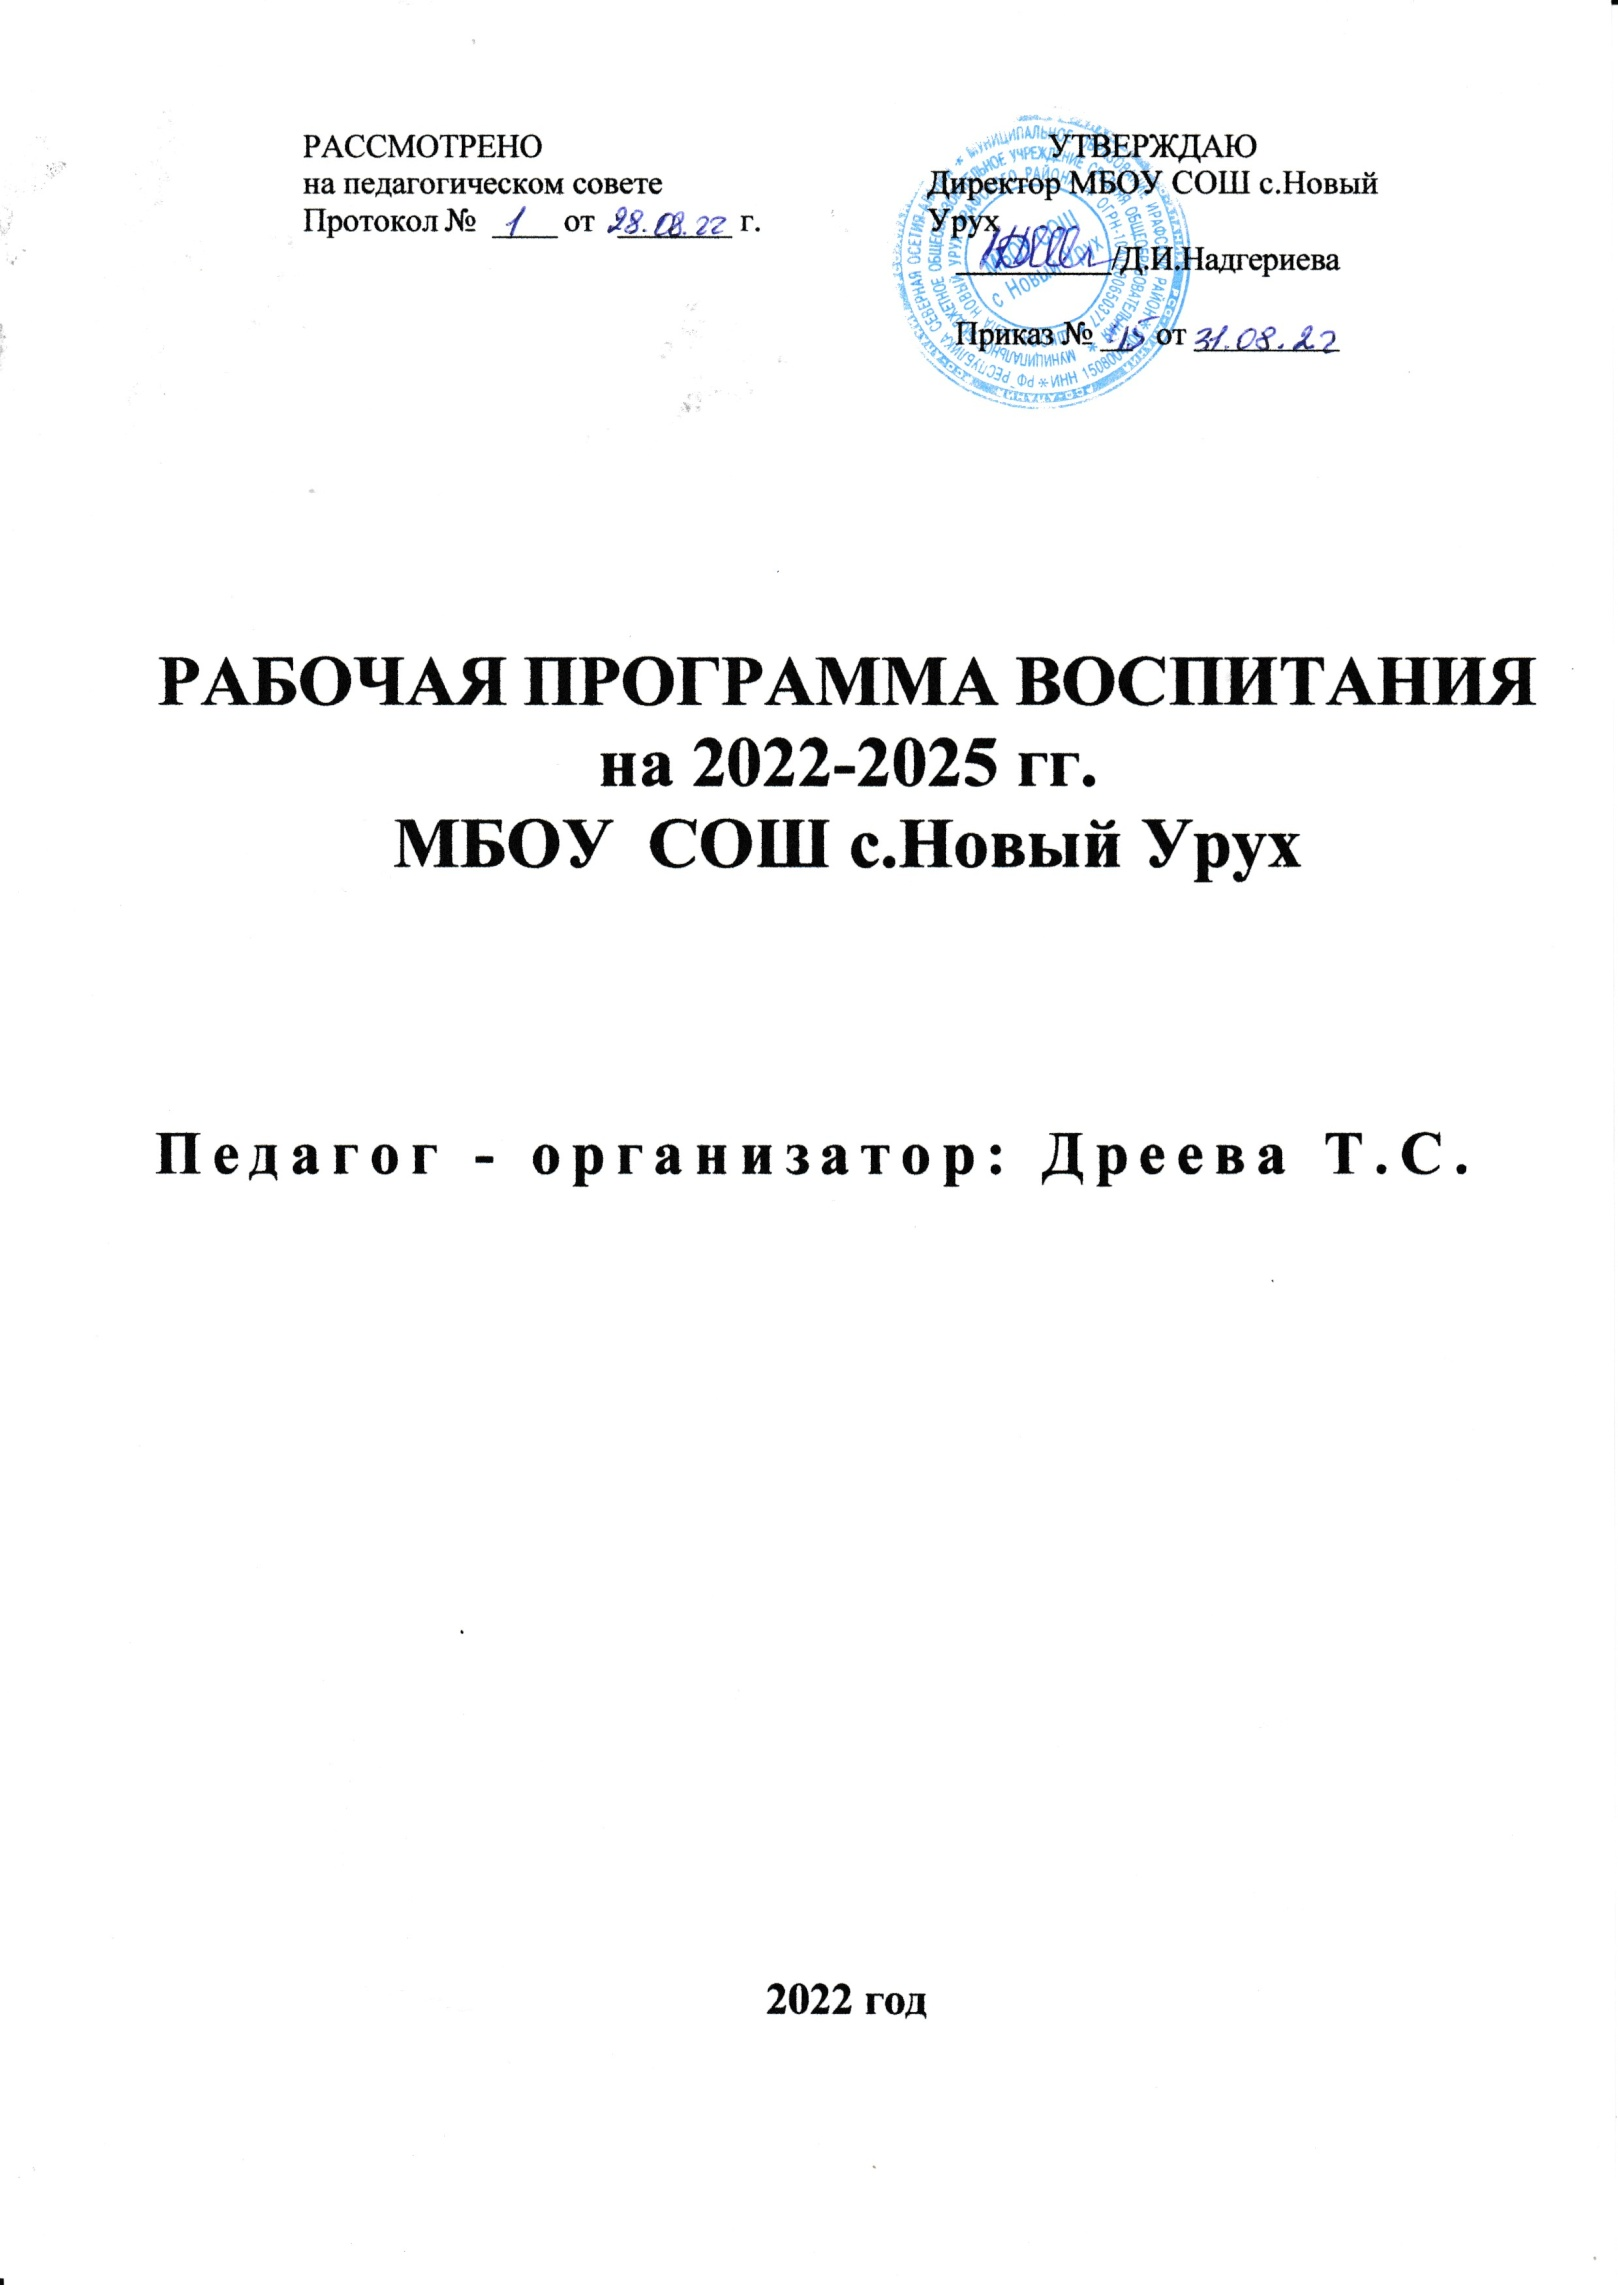 РАССМОТРЕНО
на педагогическом совете
Протокол № 1 от 28.08.22 г.
УТВЕРЖДАЮ
Директор МБОУ СОШ с.Новый
Урух
/Д.И.Надгериева
Приказ № от 31.08.22
РАБОЧАЯ ПРОГРАММА ВОСПИТАНИЯ
на 2022-2025 гг.
МБОУ СОШ с.Новый Урух
Педагог - организатор: Дреева Т.С.
2022 год